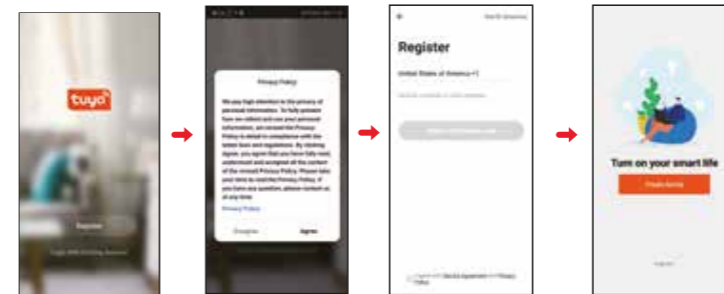 tuya
Register
Privacy Policy
We pay high attention to the privacy of
personal information. To fully present
how we collect and use your personal
information, we revised the Privacy
Policy in detail in compliance with the
latest laws and regulations. By clicking
Agree, you agree that you have fully read,
understood and accepted all the content
of the revised Privacy Policy. Please take
your time to read the Privacy Policy, if
you have any question, please contact us
at any time.
Privacy Policy
Disagree Agree
Register
United States of America +1
Turn on your smart life
Create Home